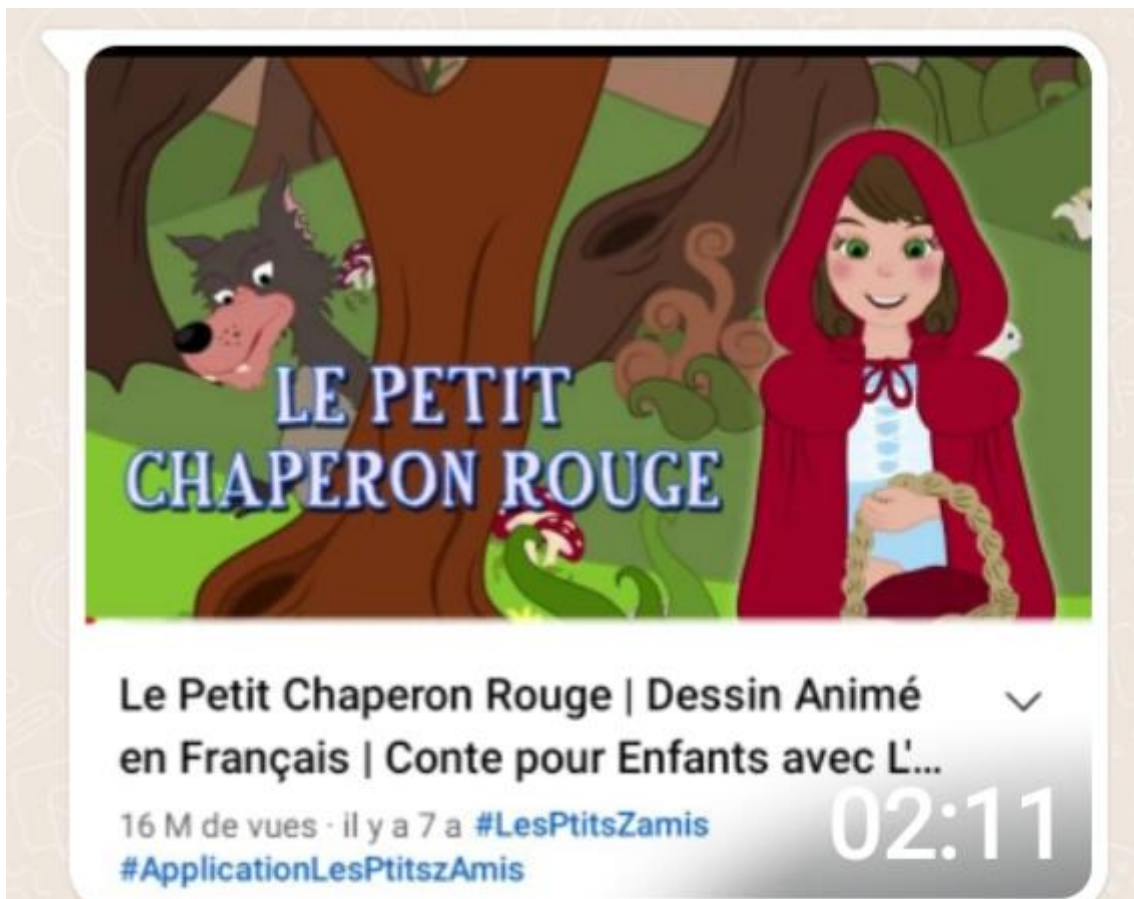 LE PETIT
CHAPERON ROUGE
Le Petit Chaperon Rouge | Dessin Animé
en Français | Conte pour Enfants avec L'...
16 M de vues · il y a 7 a #LesPtitsZamis
#ApplicationLesPtitszAmis
02:11